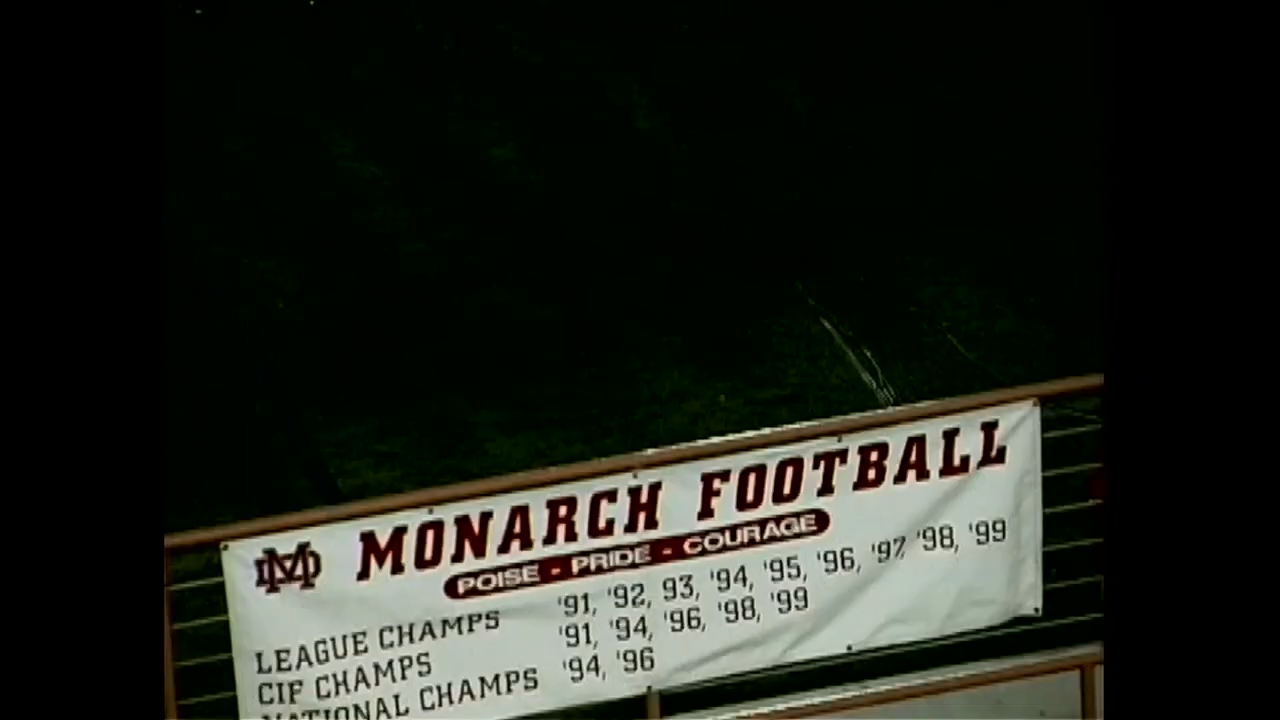 MD MONARCH FOOTBALL
POISE - PRIDE - COURAGE
LEAGUE CHAMPS '91, '92, 93, '94, '95, '96, '97, '98, '99
CIF CHAMPS '91, '94, '96, '98, '99
NATIONAL CHAMPS '94, '96